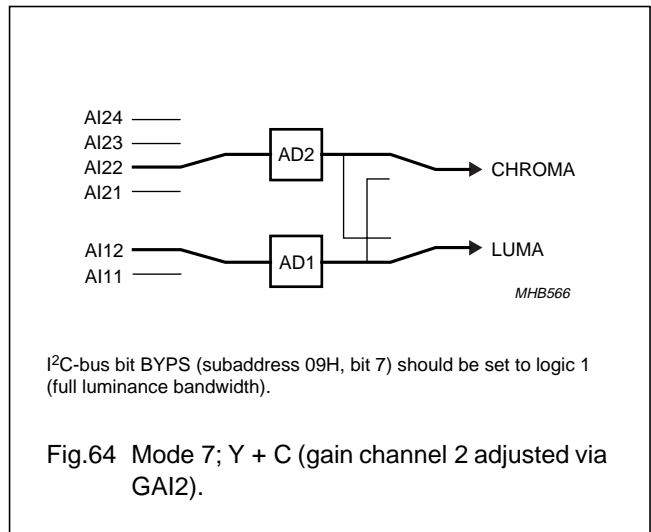 AI24
AI23
AI22
AI21
AD2
CHROMA
AI12
AI11
AD1
LUMA
MHB566
I²C-bus bit BYPS (subaddress 09H, bit 7) should be set to logic 1
(full luminance bandwidth).
Fig.64 Mode 7; Y + C (gain channel 2 adjusted via
GAI2).